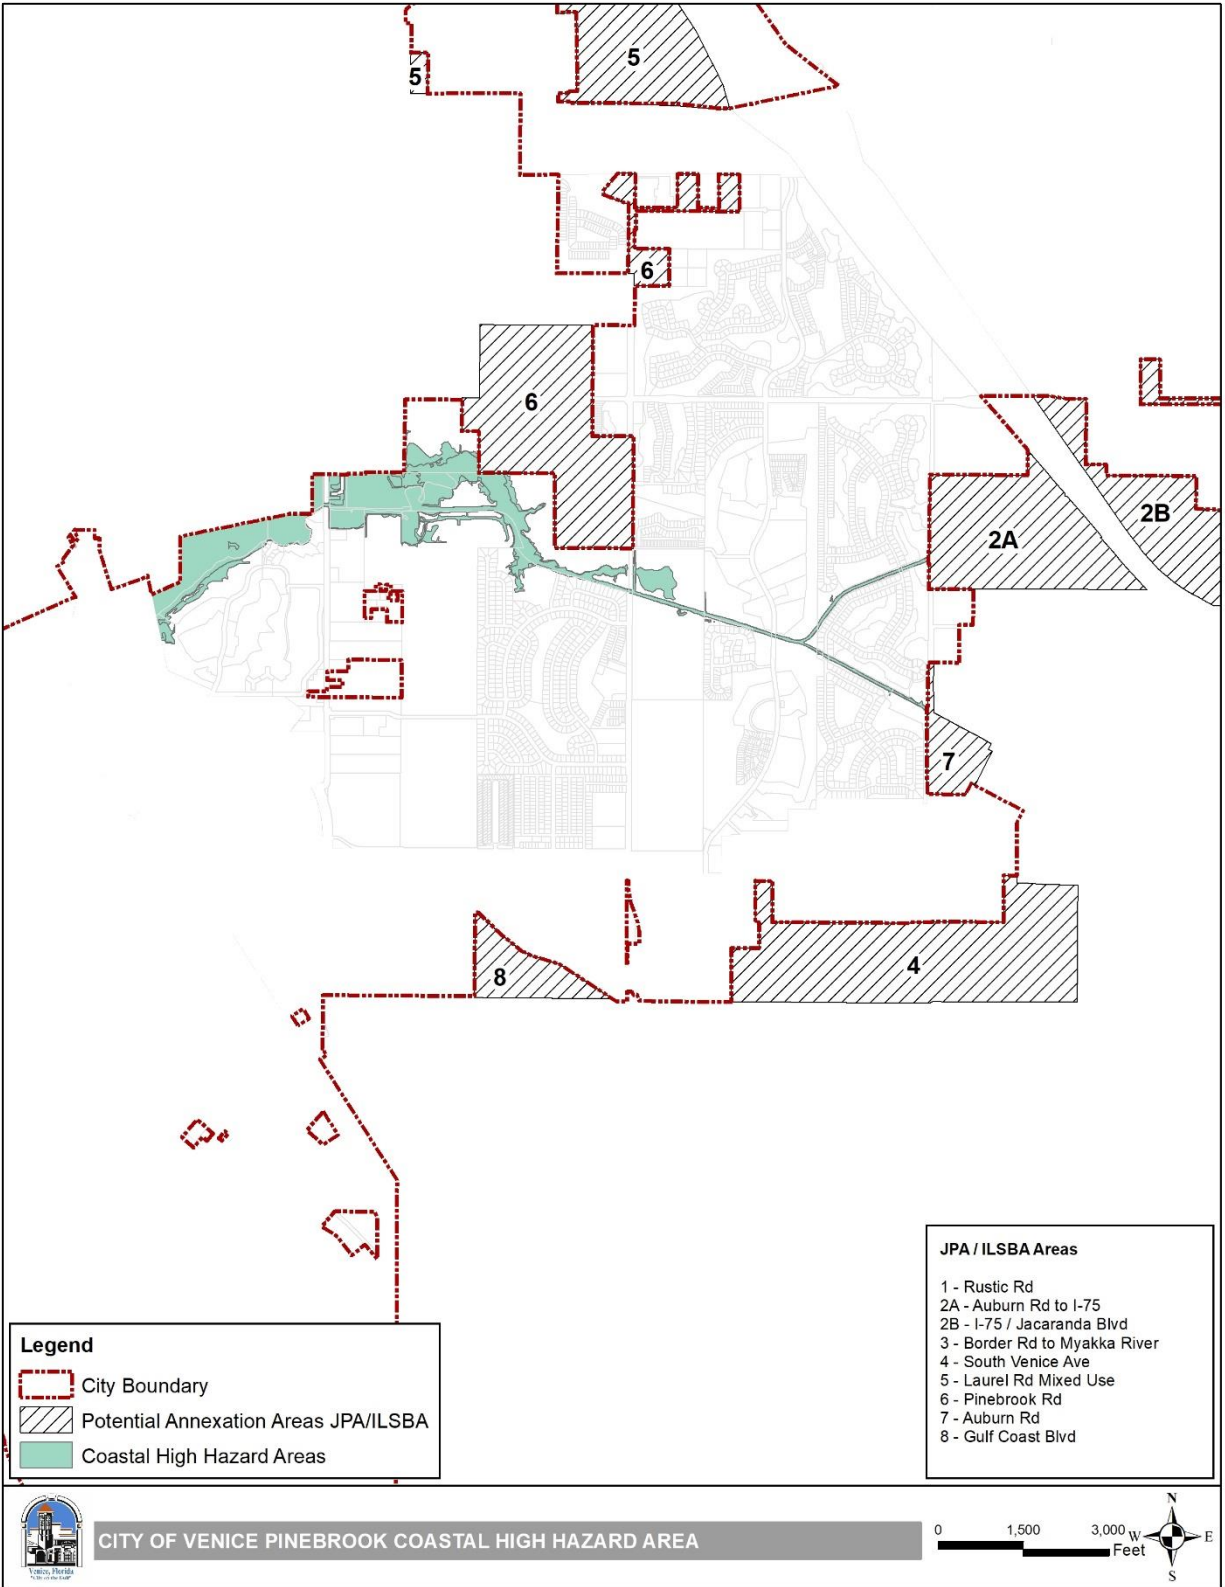 5
5
6
6
2A
2B
7
4
8
JPA / ILSBA Areas
1 - Rustic Rd
2A - Auburn Rd to I-75
2B - I-75 / Jacaranda Blvd
3 - Border Rd to Myakka River
4 - South Venice Ave
5 - Laurel Rd Mixed Use
6 - Pinebrook Rd
7 - Auburn Rd
8 - Gulf Coast Blvd
Legend
City Boundary
Potential Annexation Areas JPA/ILSBA
Coastal High Hazard Areas
Venice, Florida
"City on the Gulf"
CITY OF VENICE PINEBROOK COASTAL HIGH HAZARD AREA
0 1,500 3,000
Feet
N
W E
S